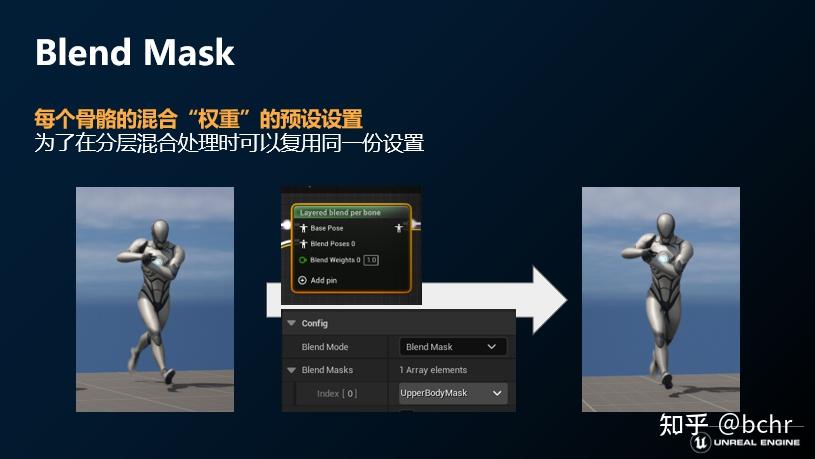 Blend Mask
每个骨骼的混合“权重”的预设设置
为了在分层混合处理时可以复用同一份设置
Layered blend per bone
Base Pose
Blend Poses 0
Blend Weights 0 1.0
Add pin
Config
Blend Mode Blend Mask
Blend Masks 1 Array elements
Index [ 0 ] UpperBodyMask
知乎 @bchr
UNREAL ENGINE